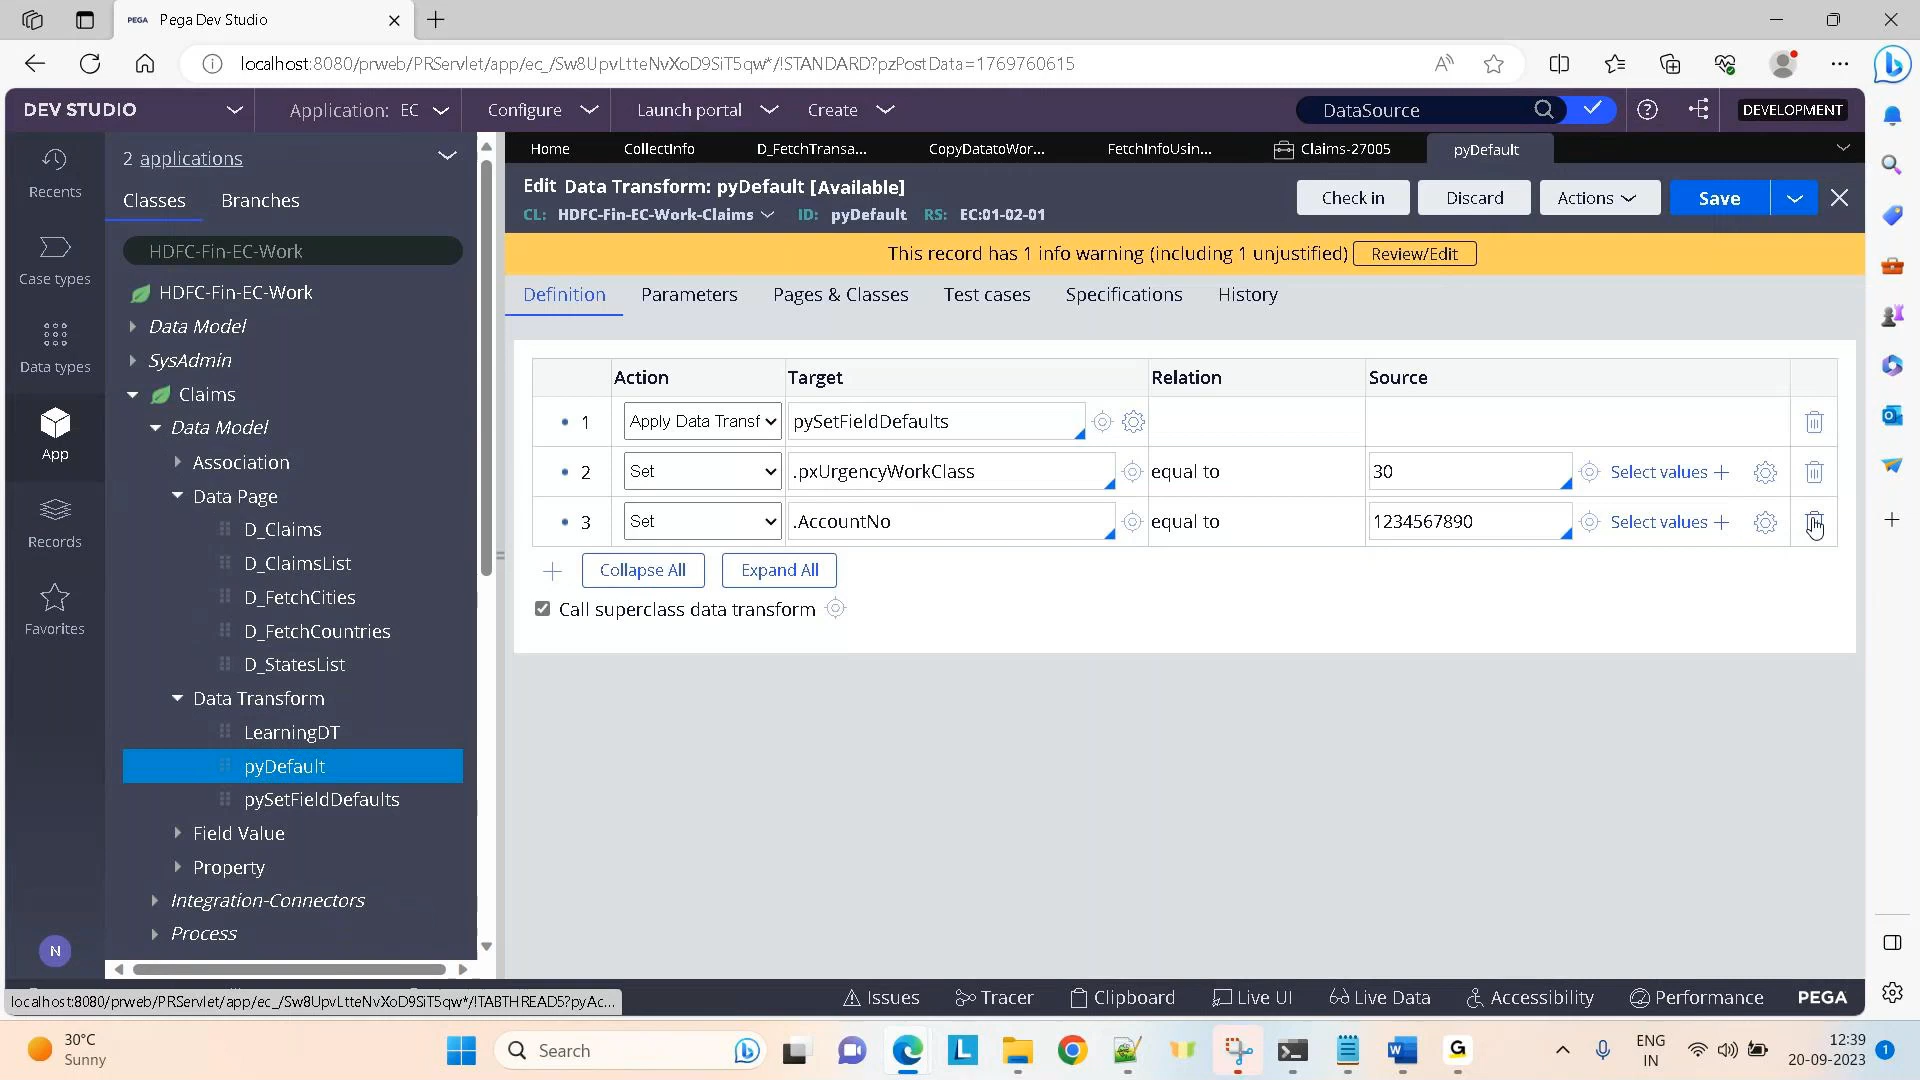 PEGA Pega Dev Studio
localhost:8080/prweb/PRServlet/app/ec_/Sw8UpvLtteNvXoD9SiT5qw*/!STANDARD?pzPostData=1769760615
DEV STUDIO
Application: EC
Configure
Launch portal
Create
DataSource
DEVELOPMENT
Recents
Case types
Data types
App
Records
Favorites
N
2 applications
Classes Branches
HDFC-Fin-EC-Work
HDFC-Fin-EC-Work
Data Model
SysAdmin
Claims
Data Model
Association
Data Page
D_Claims
D_ClaimsList
D_FetchCities
D_FetchCountries
D_StatesList
Data Transform
LearningDT
pyDefault
pySetFieldDefaults
Field Value
Property
Integration-Connectors
Process
Home CollectInfo D_FetchTransa... CopyDatatoWor... FetchInfoUsin... Claims-27005 pyDefault
Edit Data Transform: pyDefault [Available]
CL: HDFC-Fin-EC-Work-Claims ID: pyDefault RS: EC:01-02-01
Check in Discard Actions Save
This record has 1 info warning (including 1 unjustified) Review/Edit
Definition Parameters Pages & Classes Test cases Specifications History
Action Target Relation Source
1 Apply Data Transf pySetFieldDefaults
2 Set .pxUrgencyWorkClass equal to 30 Select values
3 Set .AccountNo equal to 1234567890 Select values
Collapse All Expand All
Call superclass data transform
localhost:8080/prweb/PRServlet/app/ec_/Sw8UpvLtteNvXoD9SiT5qw*/!TABTHREAD5?pyAc...
Issues Tracer Clipboard Live UI Live Data Accessibility Performance PEGA
30°C
Sunny
Search
ENG
IN
12:39
20-09-2023
1